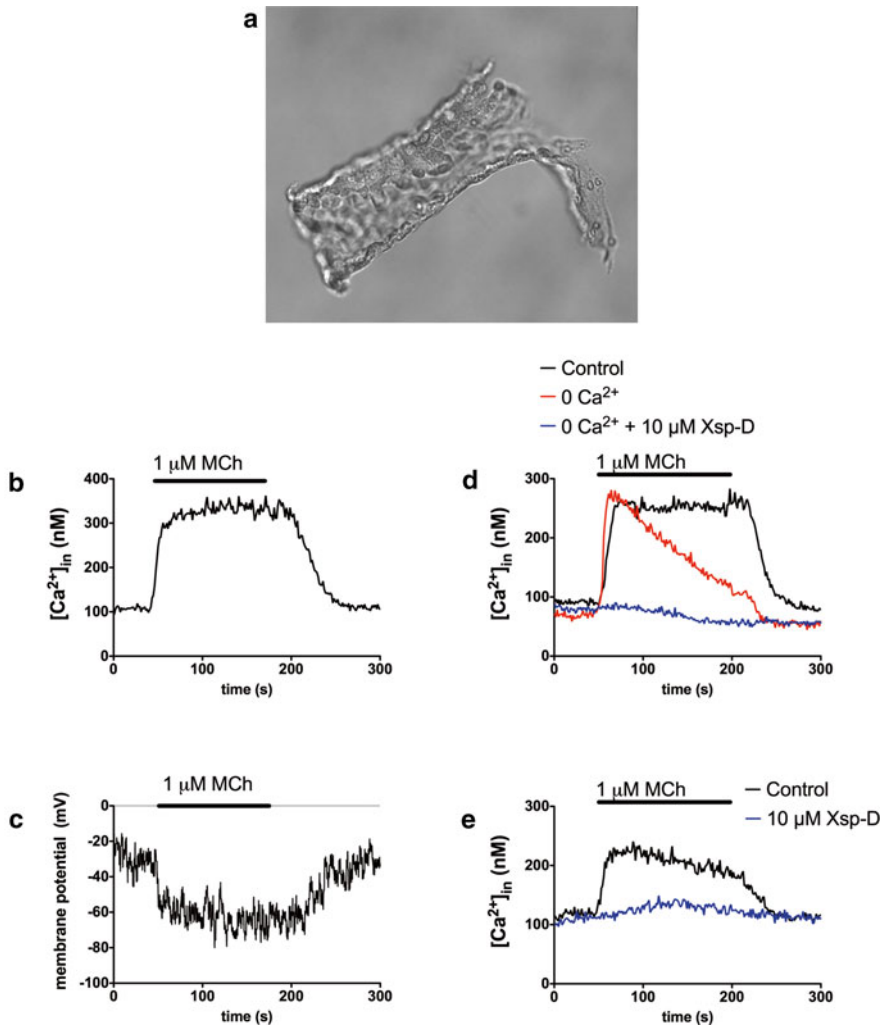 a
b
1 µM MCh
400
300
200
100
0
[Ca²⁺]in (nM)
0
100
200
300
time (s)
c
1 µM MCh
0
-20
-40
-60
-80
-100
membrane potential (mV)
0
100
200
300
time (s)
Control
0 Ca²⁺
0 Ca²⁺ + 10 µM Xsp-D
d
1 µM MCh
300
200
100
0
[Ca²⁺]in (nM)
0
100
200
300
time (s)
e
1 µM MCh
Control
10 µM Xsp-D
300
200
100
0
[Ca²⁺]in (nM)
0
100
200
300
time (s)